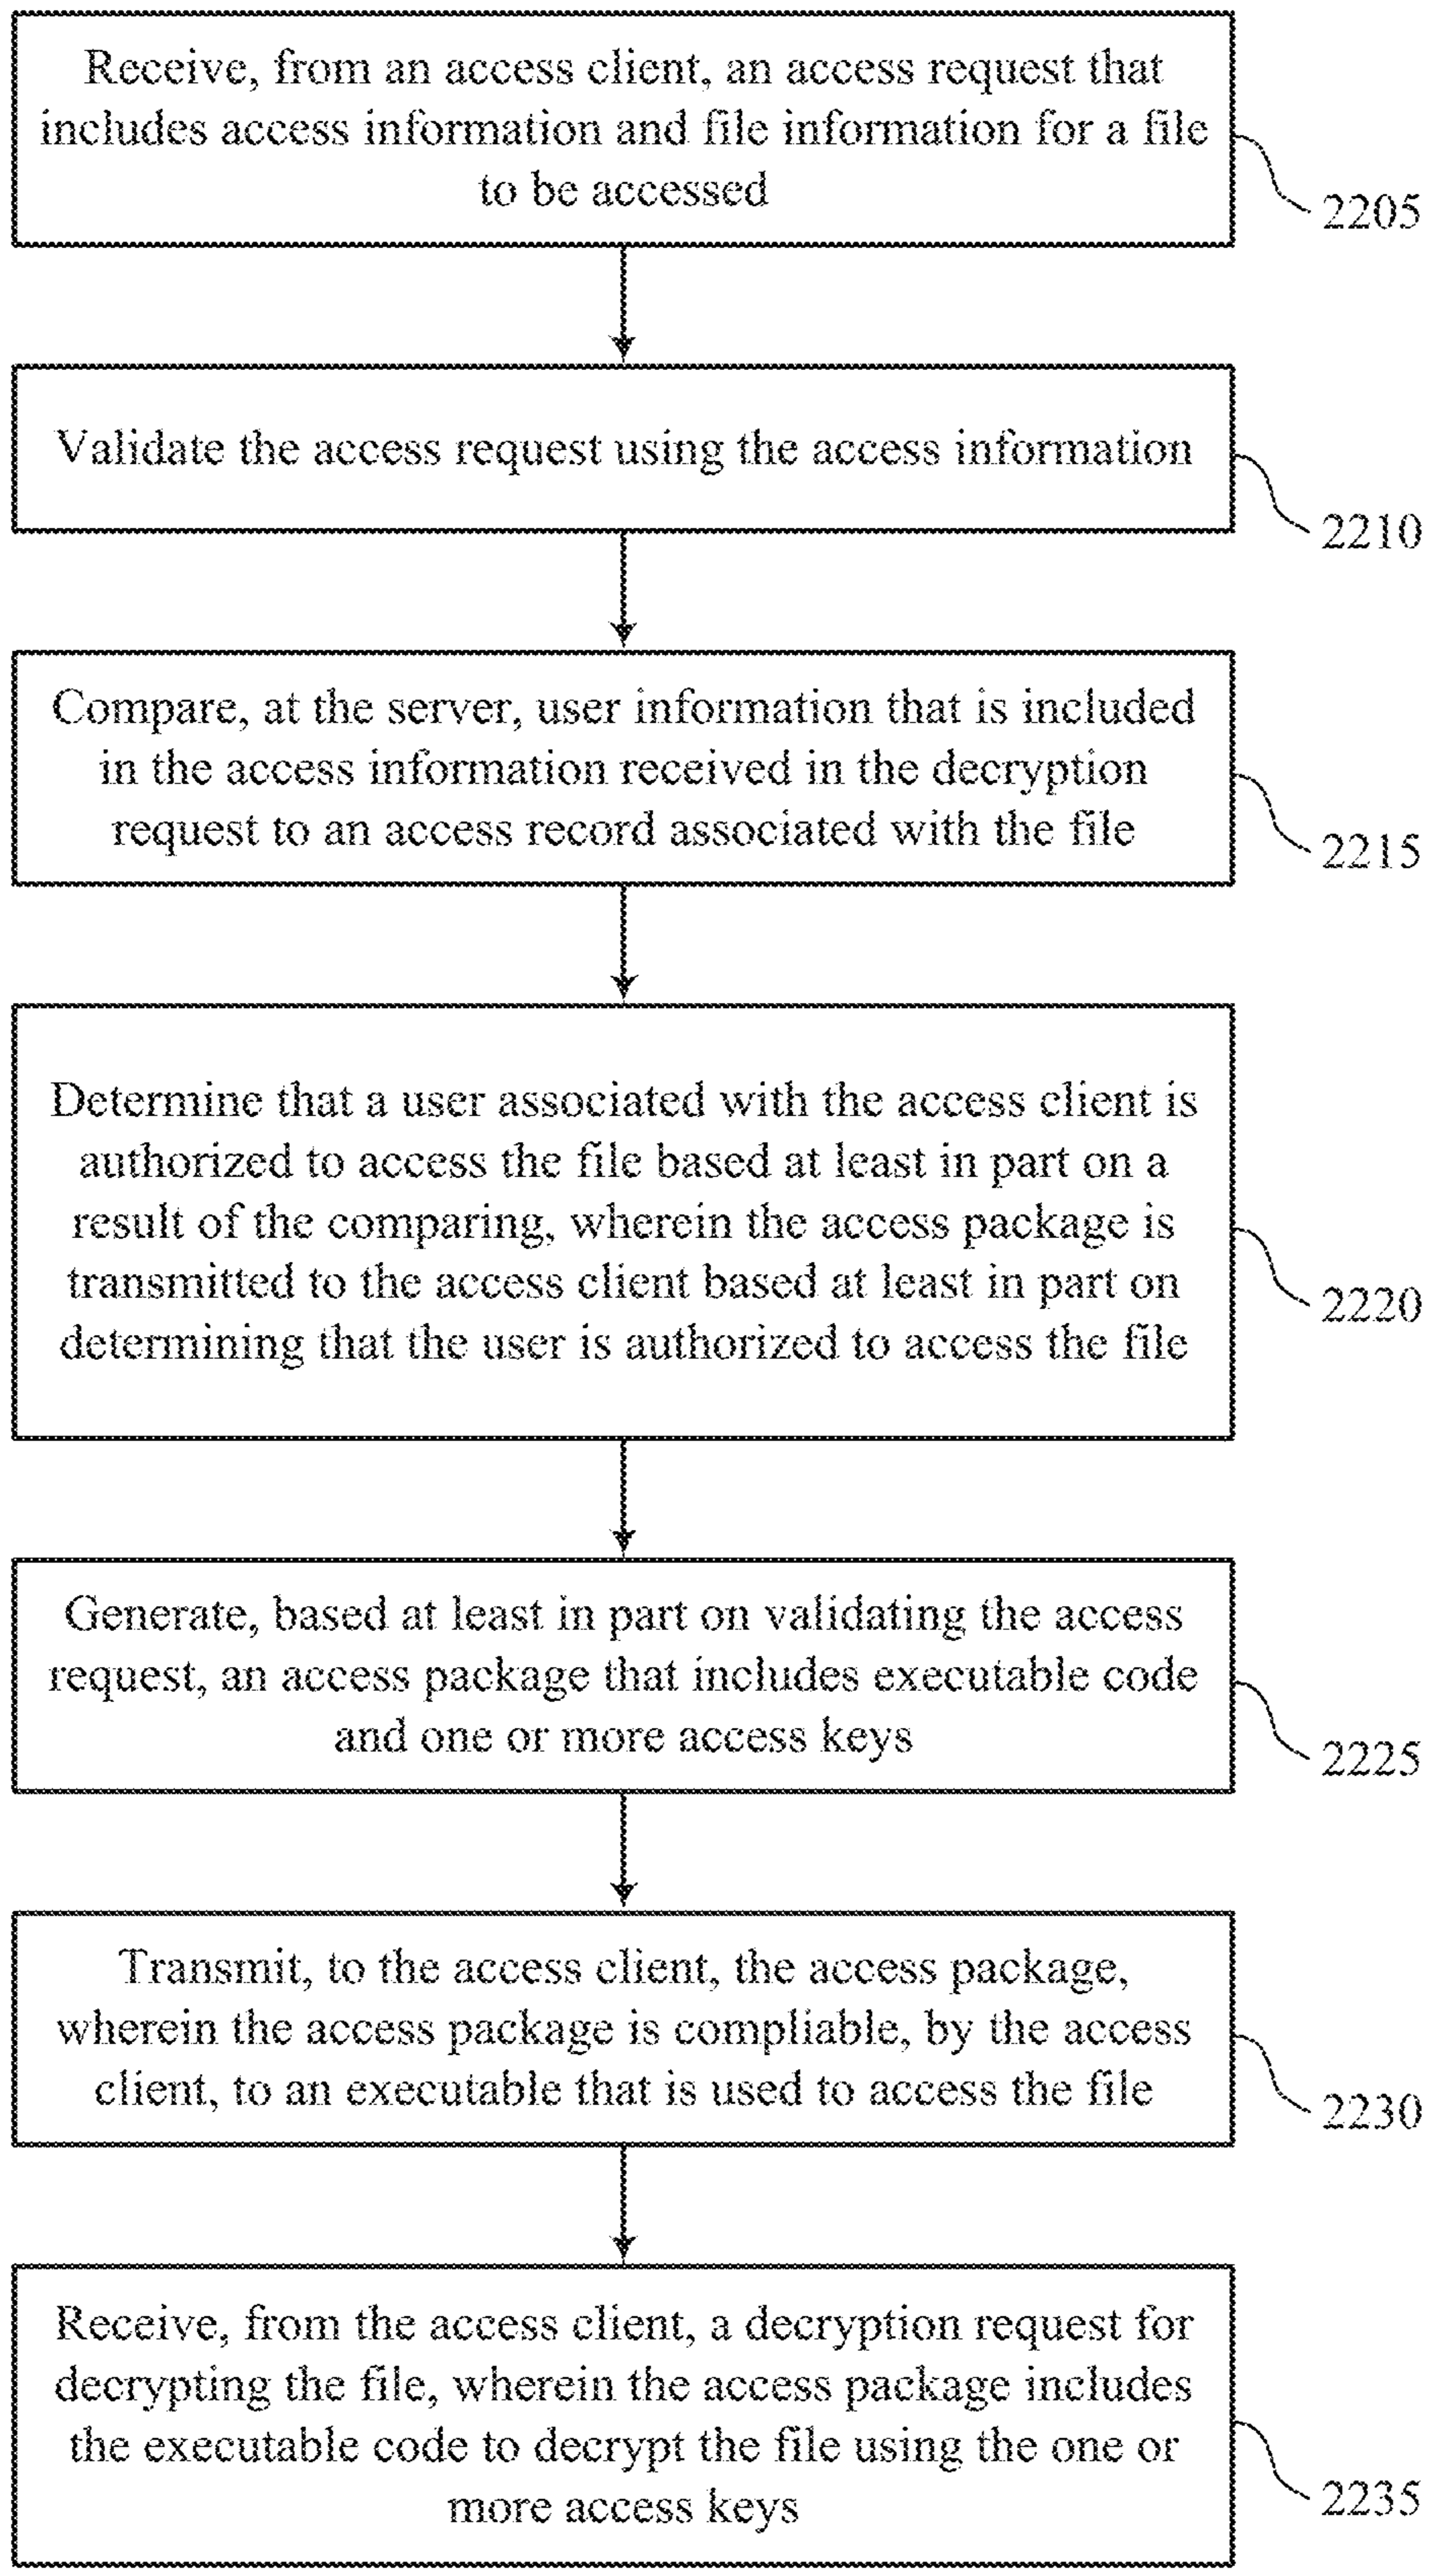 Receive, from an access client, an access request that
includes access information and file information for a file
to be accessed
2205
Validate the access request using the access information
2210
Compare, at the server, user information that is included
in the access information received in the decryption
request to an access record associated with the file
2215
Determine that a user associated with the access client is
authorized to access the file based at least in part on a
result of the comparing, wherein the access package is
transmitted to the access client based at least in part on
determining that the user is authorized to access the file
2220
Generate, based at least in part on validating the access
request, an access package that includes executable code
and one or more access keys
2225
Transmit, to the access client, the access package,
wherein the access package is compliable, by the access
client, to an executable that is used to access the file
2230
Receive, from the access client, a decryption request for
decrypting the file, wherein the access package includes
the executable code to decrypt the file using the one or
more access keys
2235